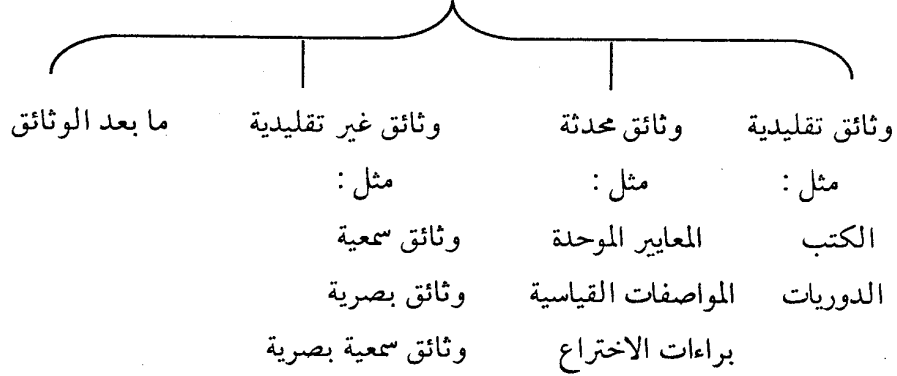 وثائق تقليدية وثائق محدثة وثائق غير تقليدية ما بعد الوثائق
مثل : مثل : مثل :
الكتب المعايير الموحدة وثائق سمعية
الدوريات المواصفات القياسية وثائق بصرية
براءات الاختراع وثائق سمعية بصرية